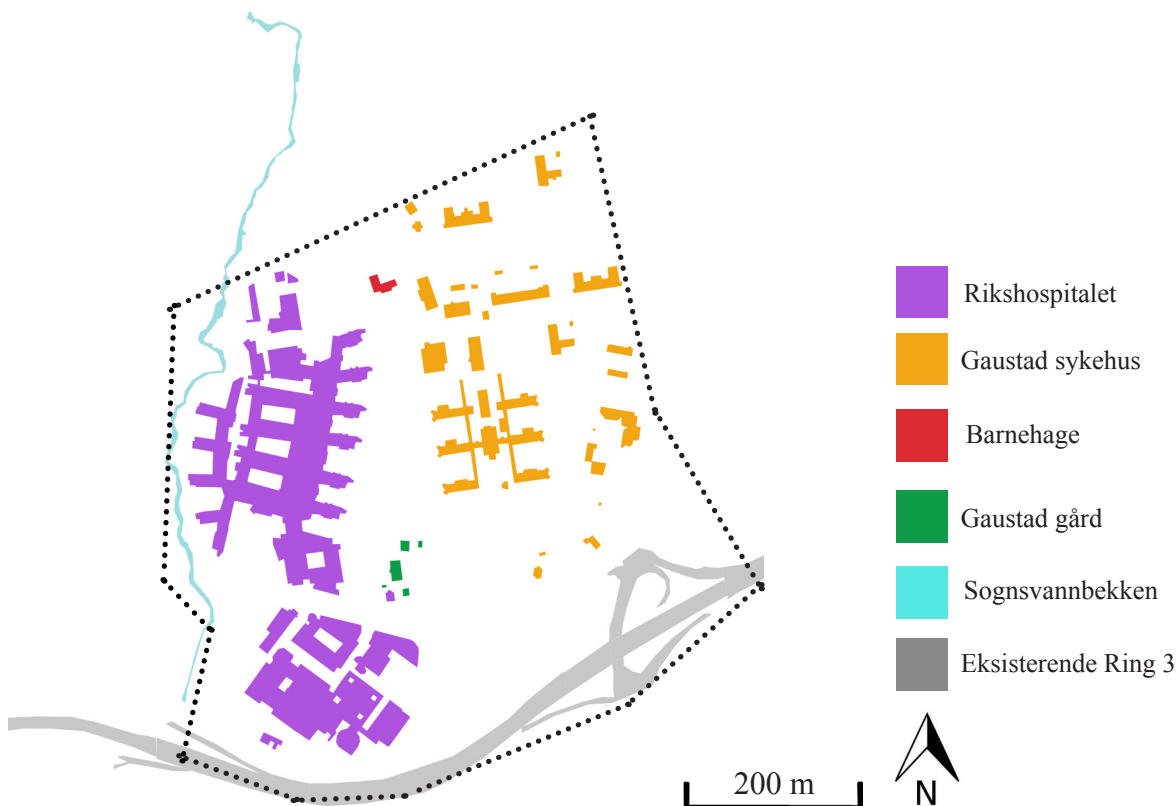 Rikshospitalet
Gaustad sykehus
Barnehage
Gaustad gård
Sognsvannbekken
Eksisterende Ring 3
200 m
N